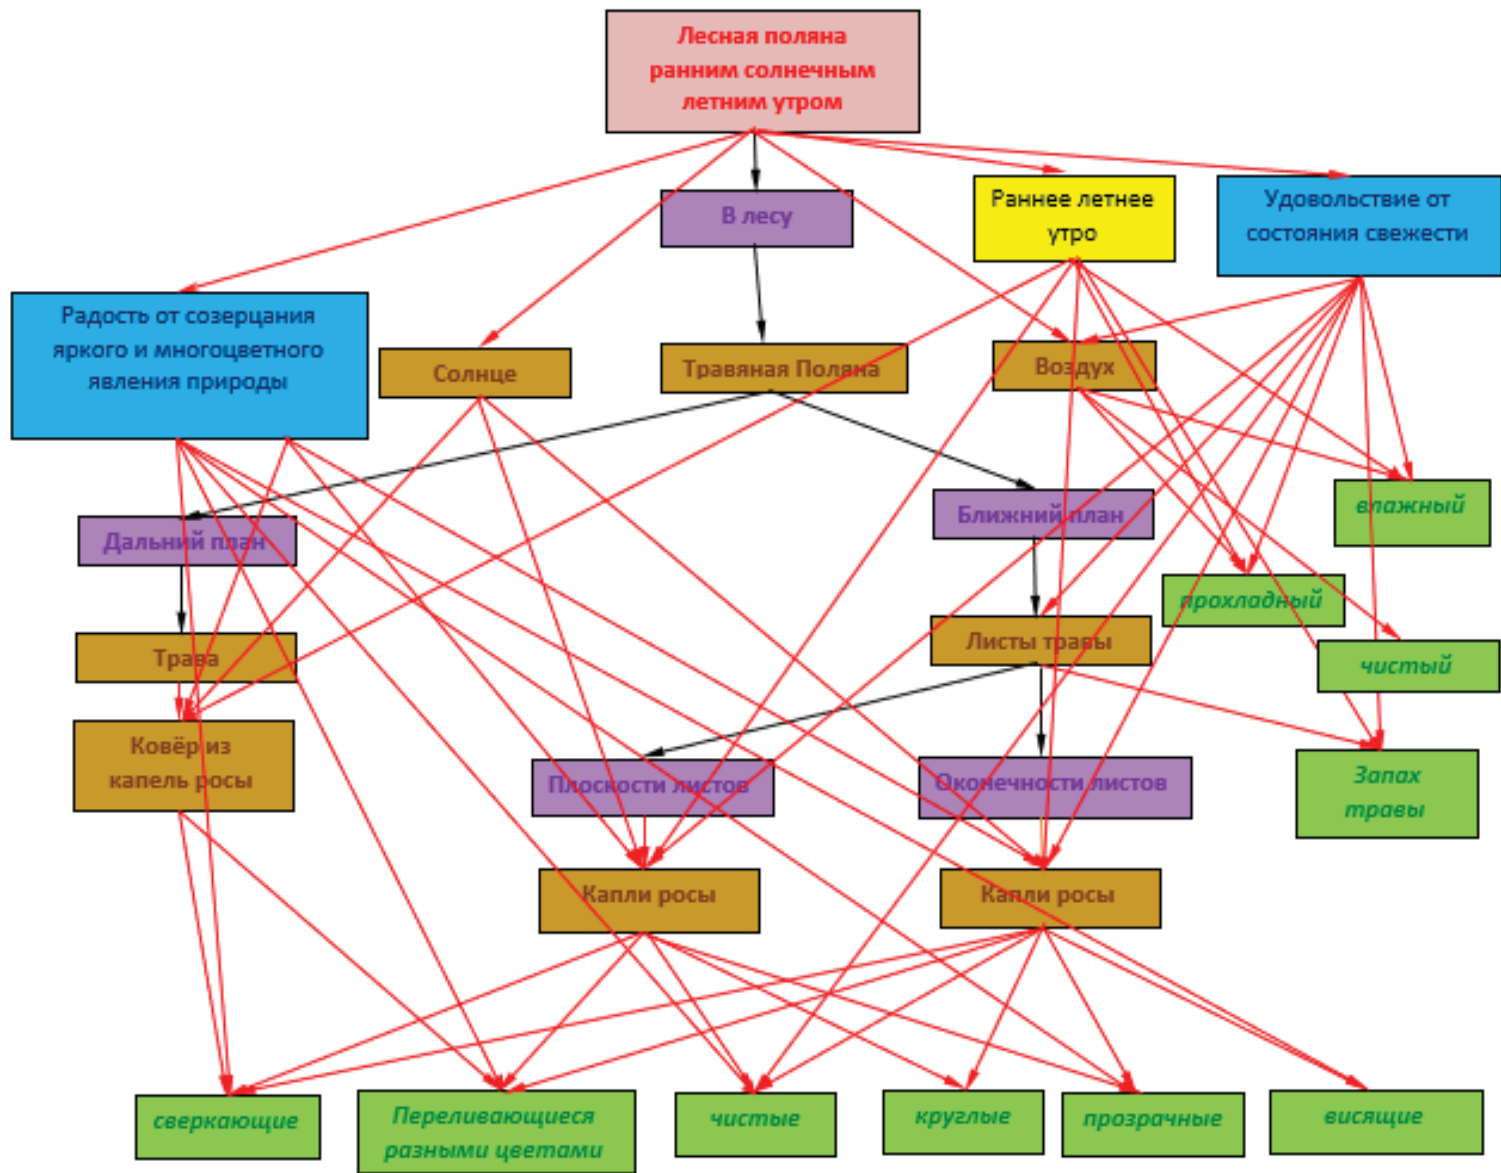 Лесная поляна
ранним солнечным
летним утром
В лесу
Раннее летнее
утро
Удовольствие от
состояния свежести
Радость от созерцания
яркого и многоцветного
явления природы
Солнце
Травяная Поляна
Воздух
Дальний план
Ближний план
влажный
прохладный
Трава
Листы травы
чистый
Ковёр из
капель росы
Плоскости листов
Оконечности листов
Запах
травы
Капли росы
Капли росы
сверкающие
Переливающиеся
разными цветами
чистые
круглые
прозрачные
висящие